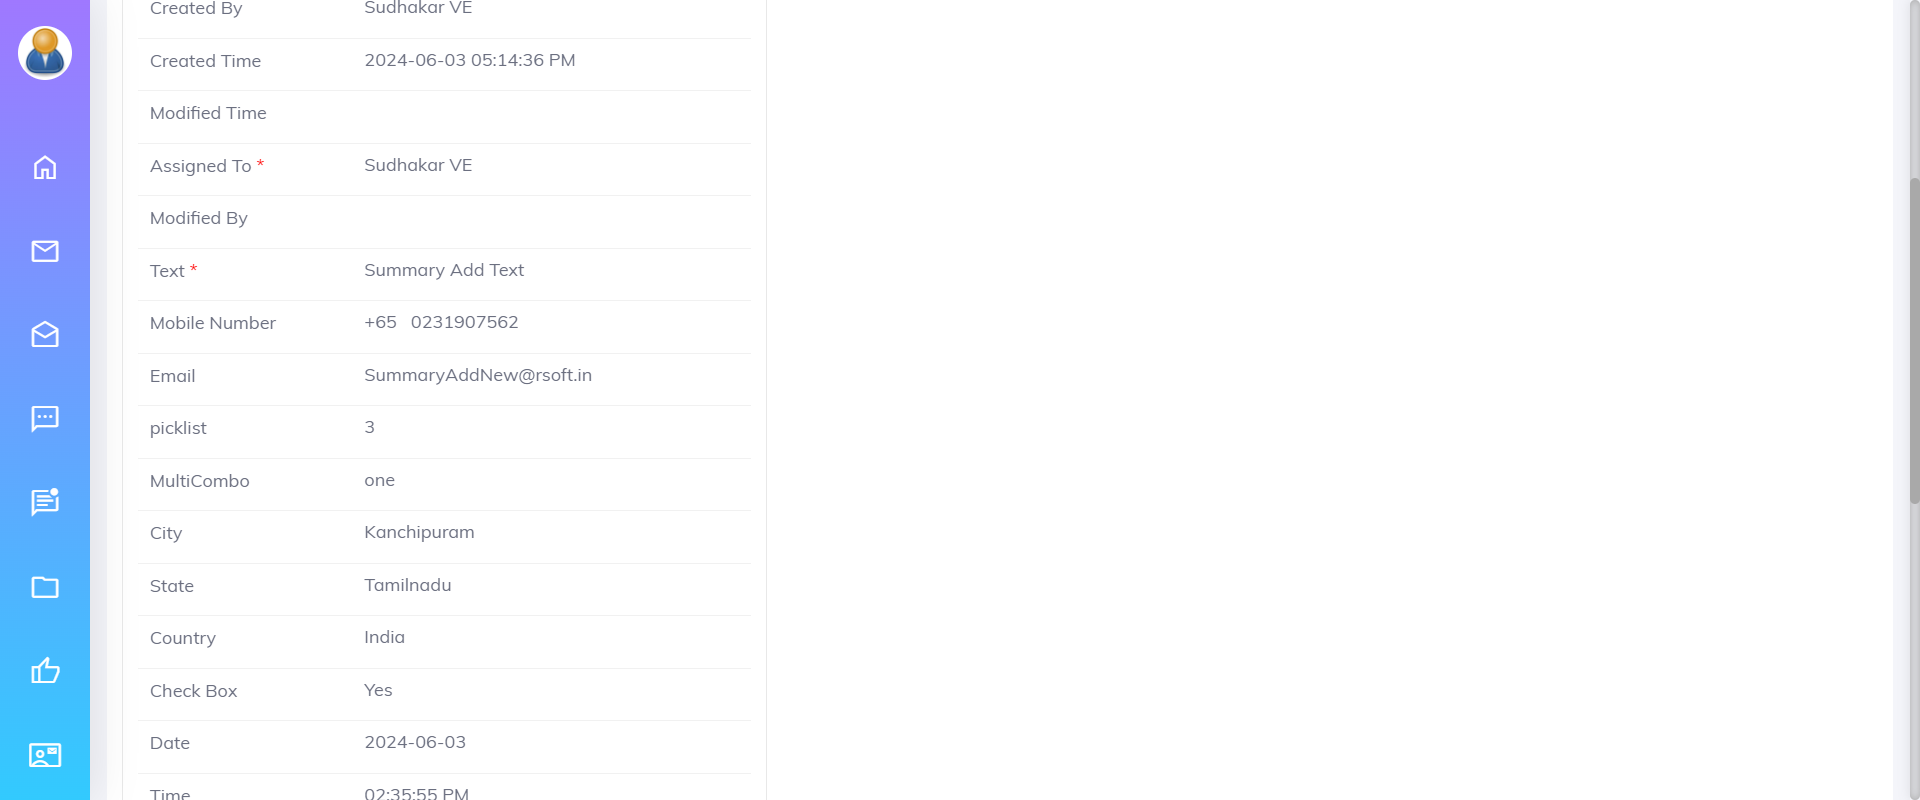 Created By Sudhakar VE
Created Time 2024-06-03 05:14:36 PM
Modified Time
Assigned To * Sudhakar VE
Modified By
Text * Summary Add Text
Mobile Number +65 0231907562
Email SummaryAddNew@rsoft.in
picklist 3
MultiCombo one
City Kanchipuram
State Tamilnadu
Country India
Check Box Yes
Date 2024-06-03
Time 02:35:55 PM